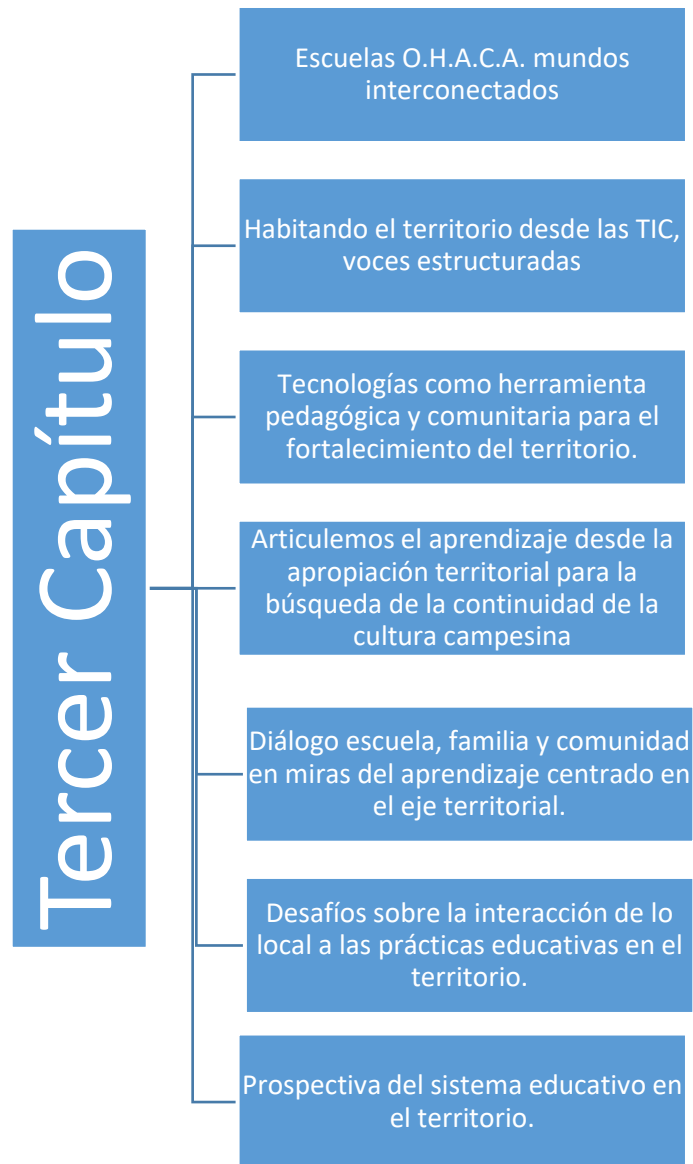 Tercer Capítulo
Escuelas O.H.A.C.A. mundos
interconectados
Habitando el territorio desde las TIC,
voces estructuradas
Tecnologías como herramienta
pedagógica y comunitaria para el
fortalecimiento del territorio.
Articulemos el aprendizaje desde la
apropiación territorial para la
búsqueda de la continuidad de la
cultura campesina
Diálogo escuela, familia y comunidad
en miras del aprendizaje centrado en
el eje territorial.
Desafíos sobre la interacción de lo
local a las prácticas educativas en el
territorio.
Prospectiva del sistema educativo en
el territorio.